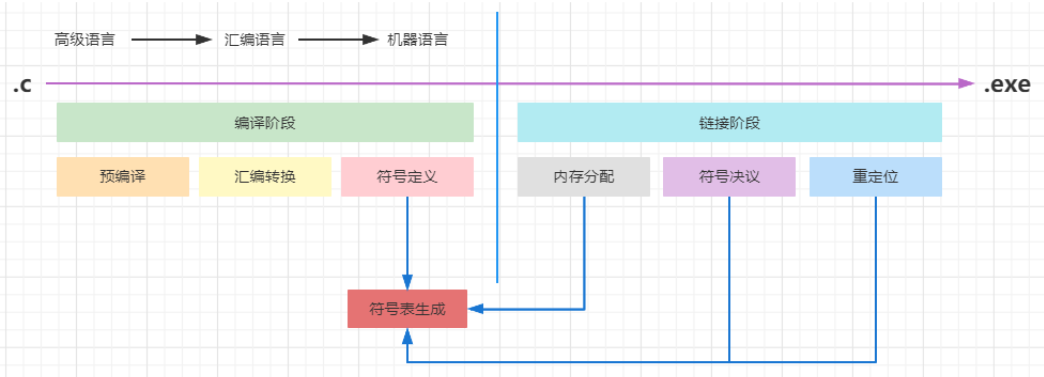 高级语言 汇编语言 机器语言
.c .exe
编译阶段 链接阶段
预编译 汇编转换 符号定义 内存分配 符号决议 重定位
符号表生成